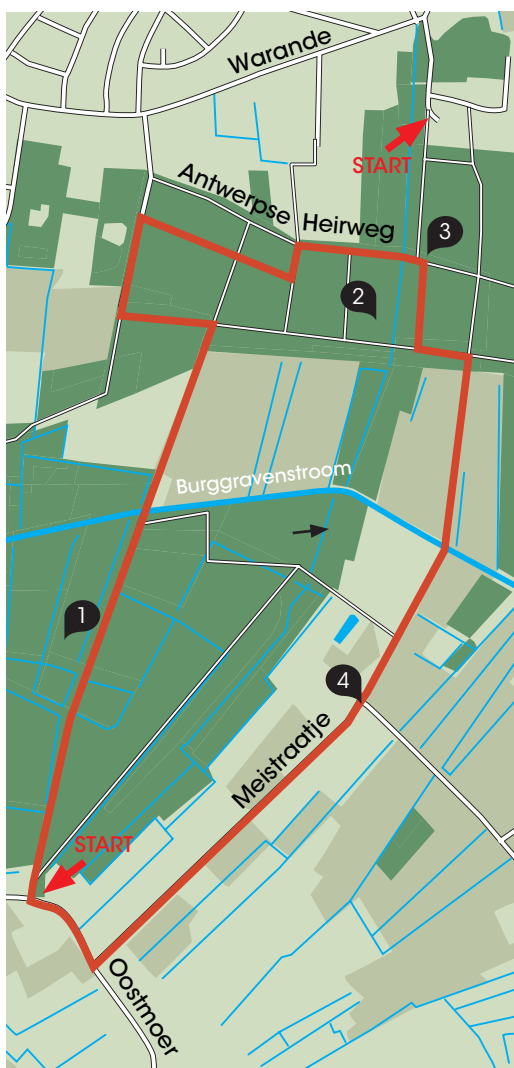 Warande
START
Antwerpse Heirweg
3
2
Burggravenstroom
1
4
Meistraatje
START
Oostmoer